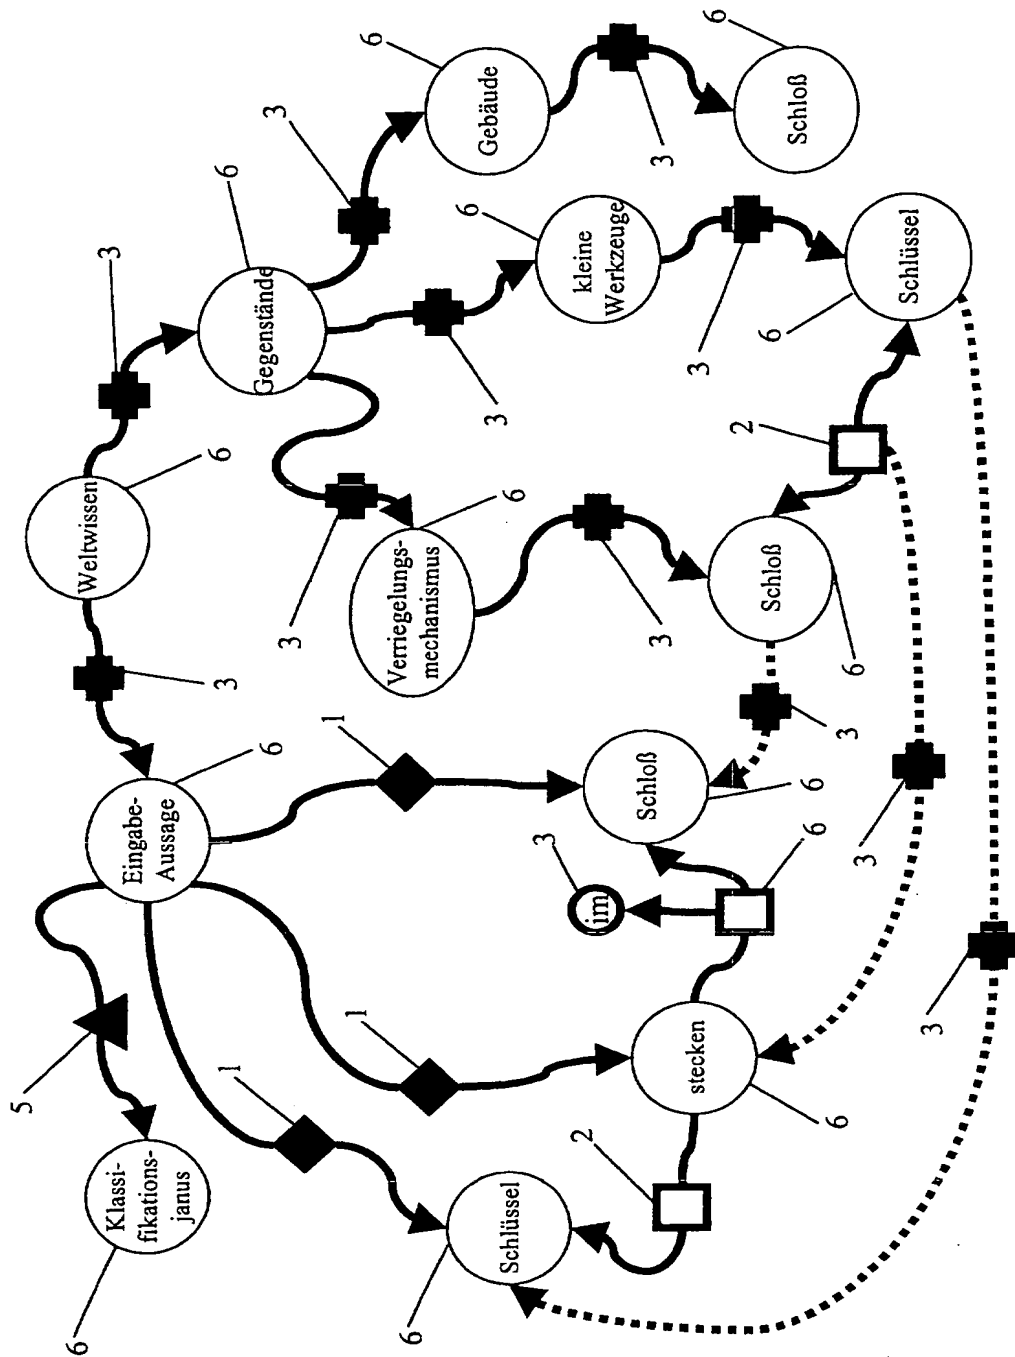 5
6
Klassi-
fikations-
janus
Weltwissen
3
Eingabe-
Aussage
1
3
6
6
6
Gegenstände
3
3
1
1
6
6
Verriegelungs-
mechanismus
6
Gebäude
Schlüssel
6
3
3
2
kleine
Werkzeuge
im
Schloß
3
3
stecken
3
6
2
6
Schloß
Schloß
6
6
6
3
6
3
Schlüssel
3